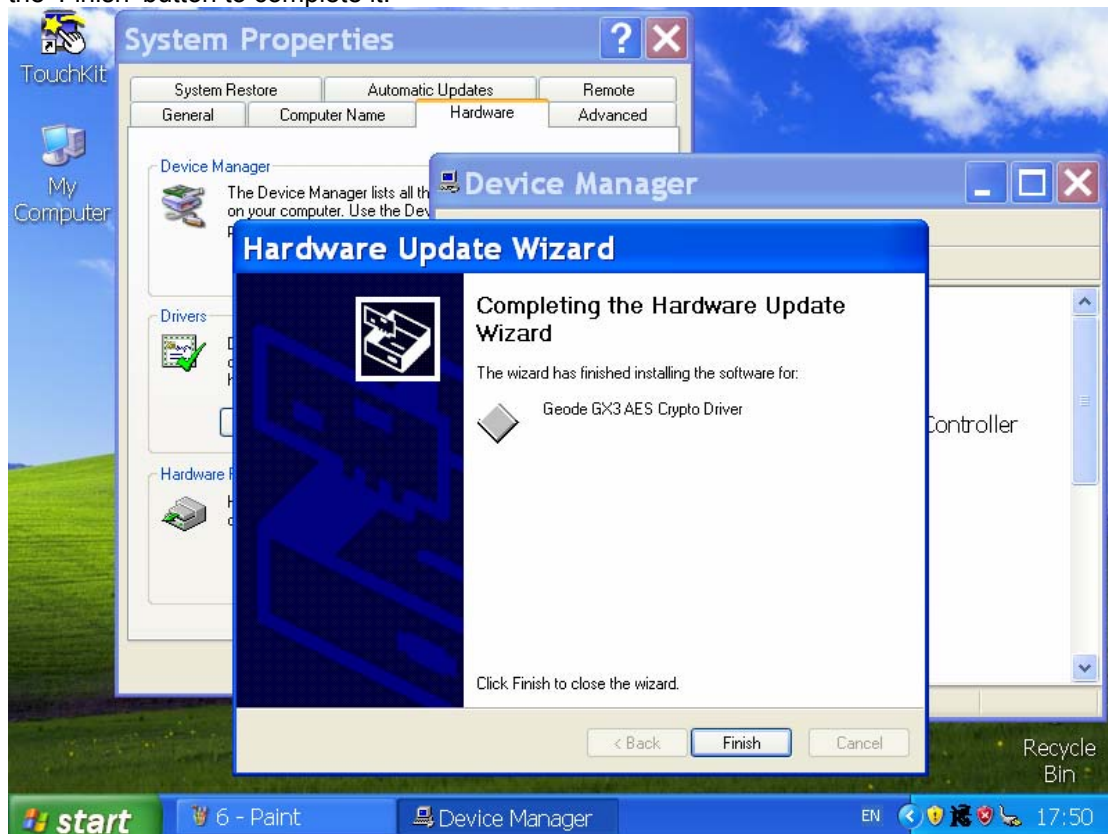 the 'Finish' button to complete it.
TouchKit
My
Computer
System Properties
System Restore
Automatic Updates
Remote
General
Computer Name
Hardware
Advanced
Device Manager
The Device Manager lists all th
on your computer. Use the Dev
Drivers
Hardware
Device Manager
Controller
Hardware Update Wizard
Completing the Hardware Update
Wizard
The wizard has finished installing the software for:
Geode GX3 AES Crypto Driver
Click Finish to close the wizard.
< Back
Finish
Cancel
Recycle
Bin
start
6 - Paint
Device Manager
EN
17:50